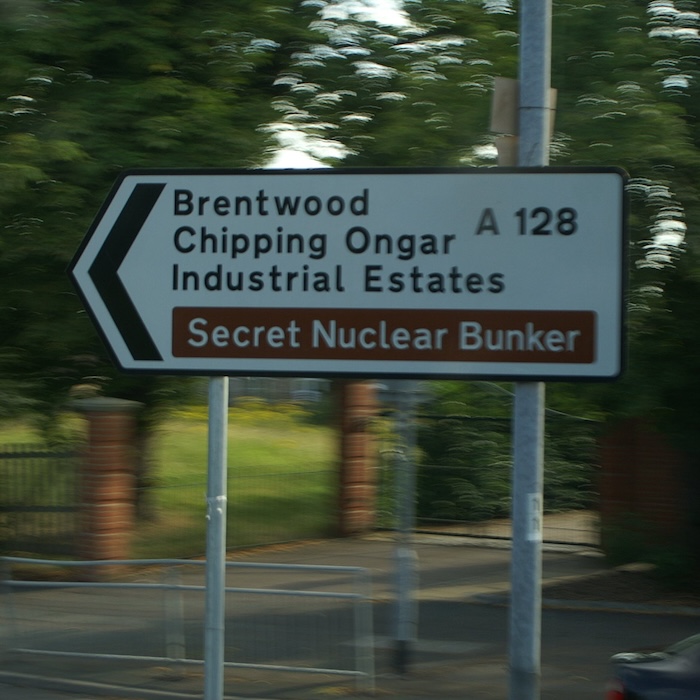 Brentwood
A 128
Chipping Ongar
Industrial Estates
Secret Nuclear Bunker